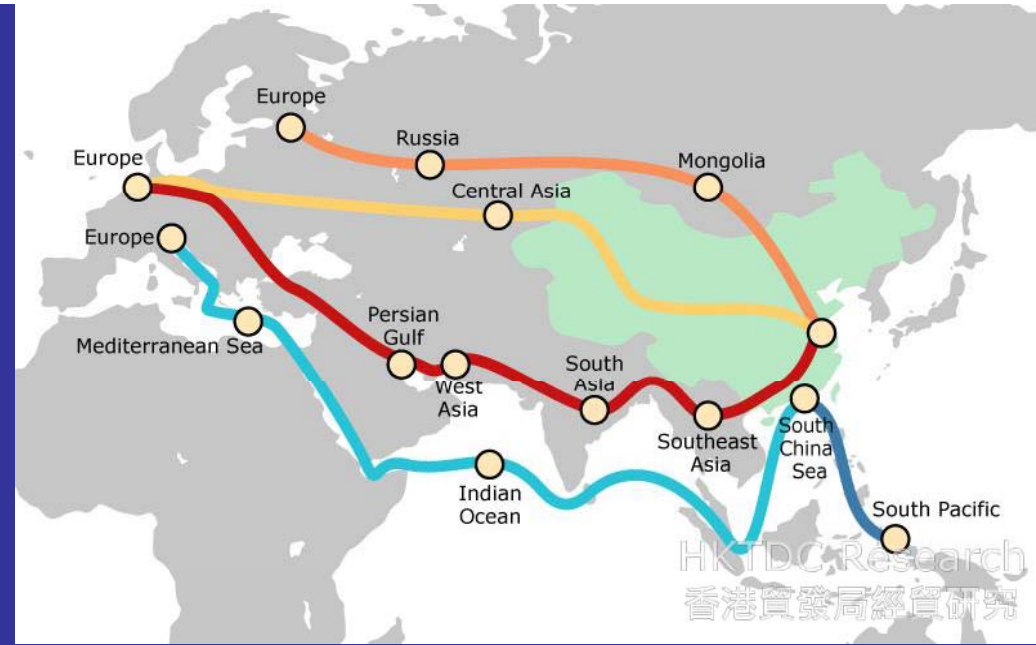 Europe
Russia
Europe
Mongolia
Central Asia
Europe
Persian
Gulf
Mediterranean Sea
South
Asia
West
Asia
South
China
Sea
Southeast
Asia
Indian
Ocean
South Pacific
HKTDC Research
香港貿發局經貿研究